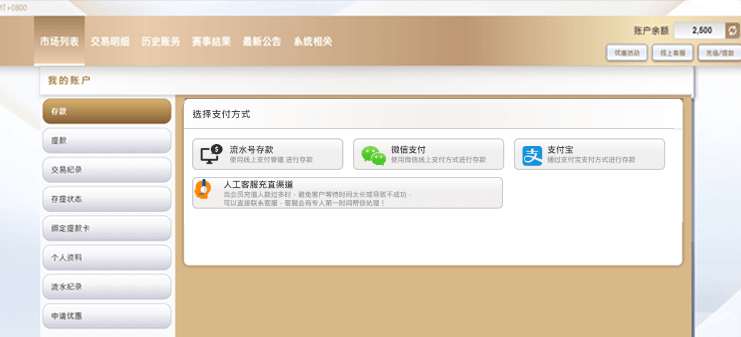 MT+0800
账户余额 2,500
市场列表 交易明细 历史账务 赛事结果 最新公告 系统相关
优惠活动 线上客服 充值/提款
我的账户
存款
提款
交易纪录
存提状态
绑定提款卡
个人资料
流水纪录
申请优惠
选择支付方式
流水号存款
使用线上支付管道 进行存款
微信支付
使用微信线上支付方式进行存款
支付宝
通过支付宝支付方式进行存款
人工客服充直渠道
当会员充值人数过多时，避免客户等待时间太长或导致不成功，
可以直接联系客服，客服会有专人第一时间帮你处理！